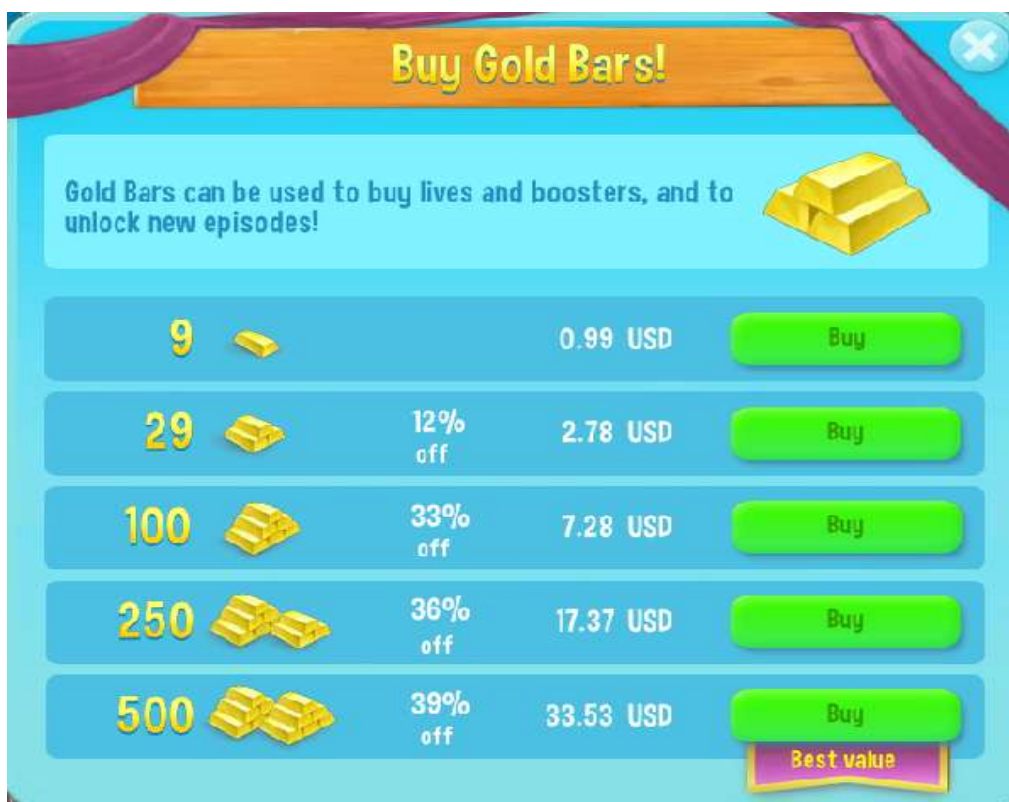 Buy Gold Bars!
Gold Bars can be used to buy lives and boosters, and to
unlock new episodes!
9 0.99 USD Buy
29 12% off 2.78 USD Buy
100 33% off 7.28 USD Buy
250 36% off 17.37 USD Buy
500 39% off 33.53 USD Buy
Best value